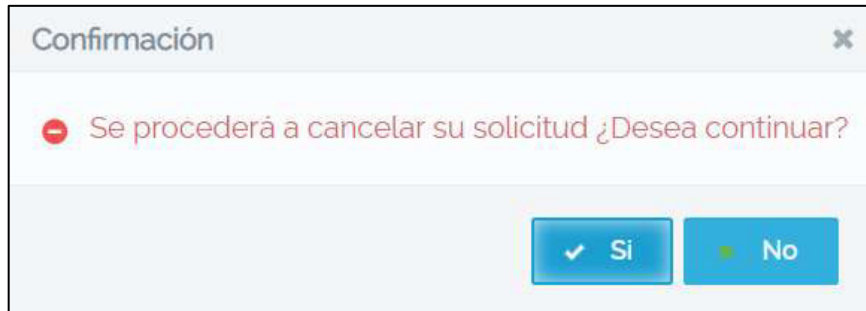 Confirmación
Se procederá a cancelar su solicitud ¿Desea continuar?
Si
No